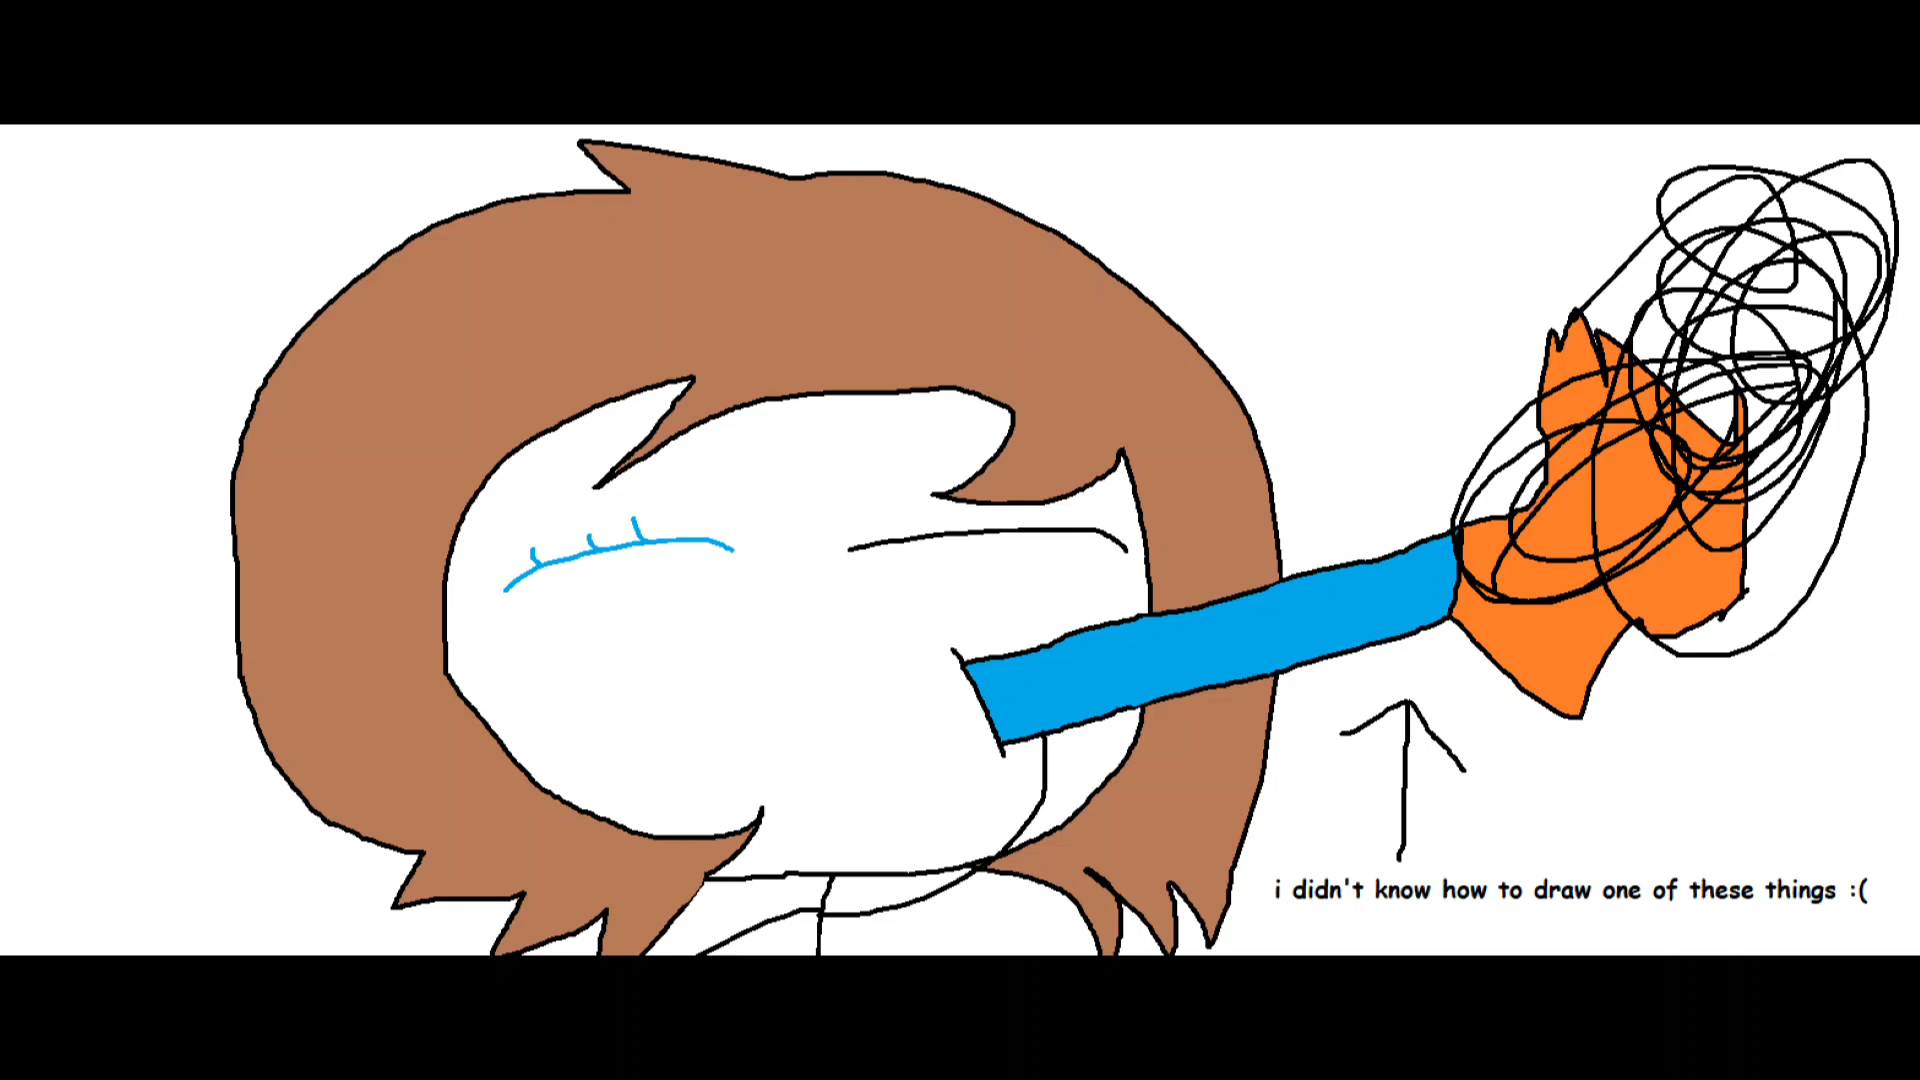 i didn't know how to draw one of these things :(